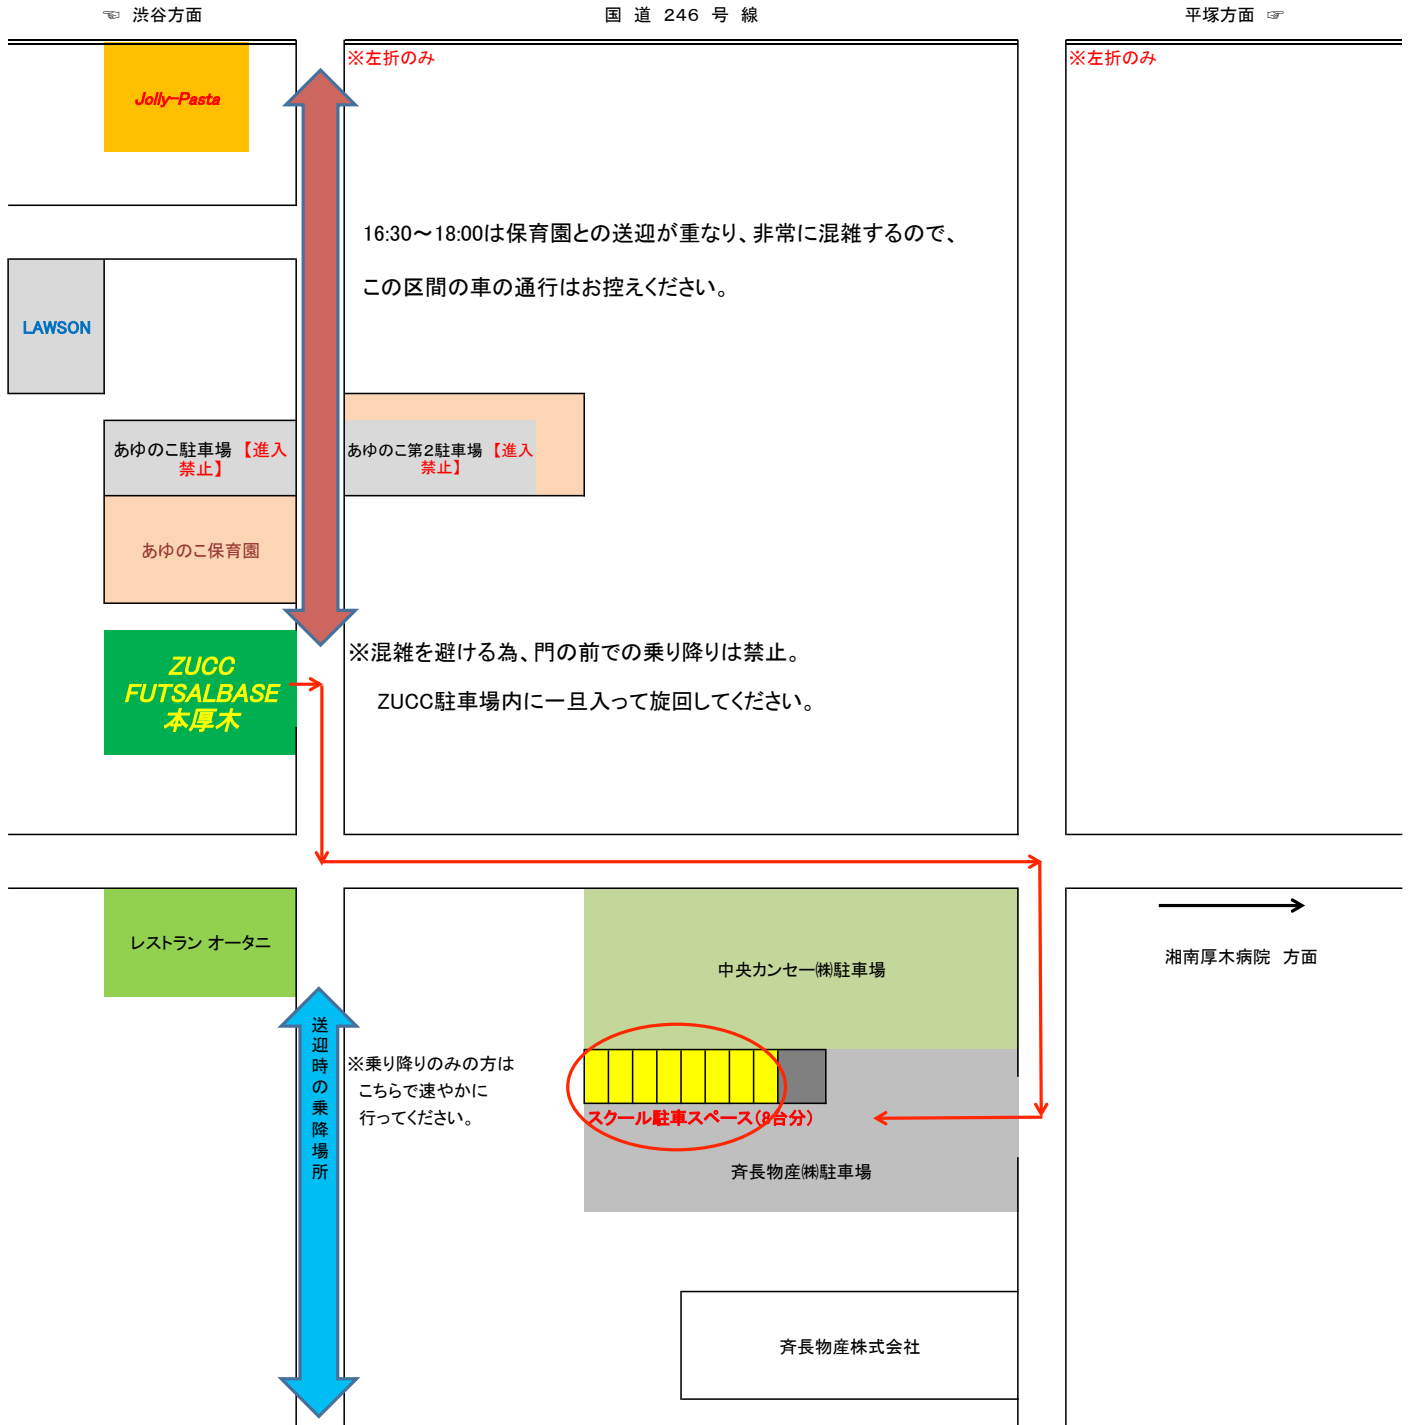 ☜ 渋谷方面
国 道 246 号 線
平塚方面 ☞
※左折のみ
※左折のみ
Jolly-Pasta
16:30～18:00は保育園との送迎が重なり、非常に混雑するので、
この区間の車の通行はお控えください。
LAWSON
あゆのこ駐車場 【進入
禁止】
あゆのこ第2駐車場 【進入
禁止】
あゆのこ保育園
ZUCC
FUTSALBASE
本厚木
※混雑を避ける為、門の前での乗り降りは禁止。
ZUCC駐車場内に一旦入って旋回してください。
レストラン オータニ
中央カンセー㈱駐車場
湘南厚木病院 方面
送迎時の乗降場所
※乗り降りのみの方は
こちらで速やかに
行ってください。
スクール駐車スペース(8台分)
斉長物産㈱駐車場
斉長物産株式会社